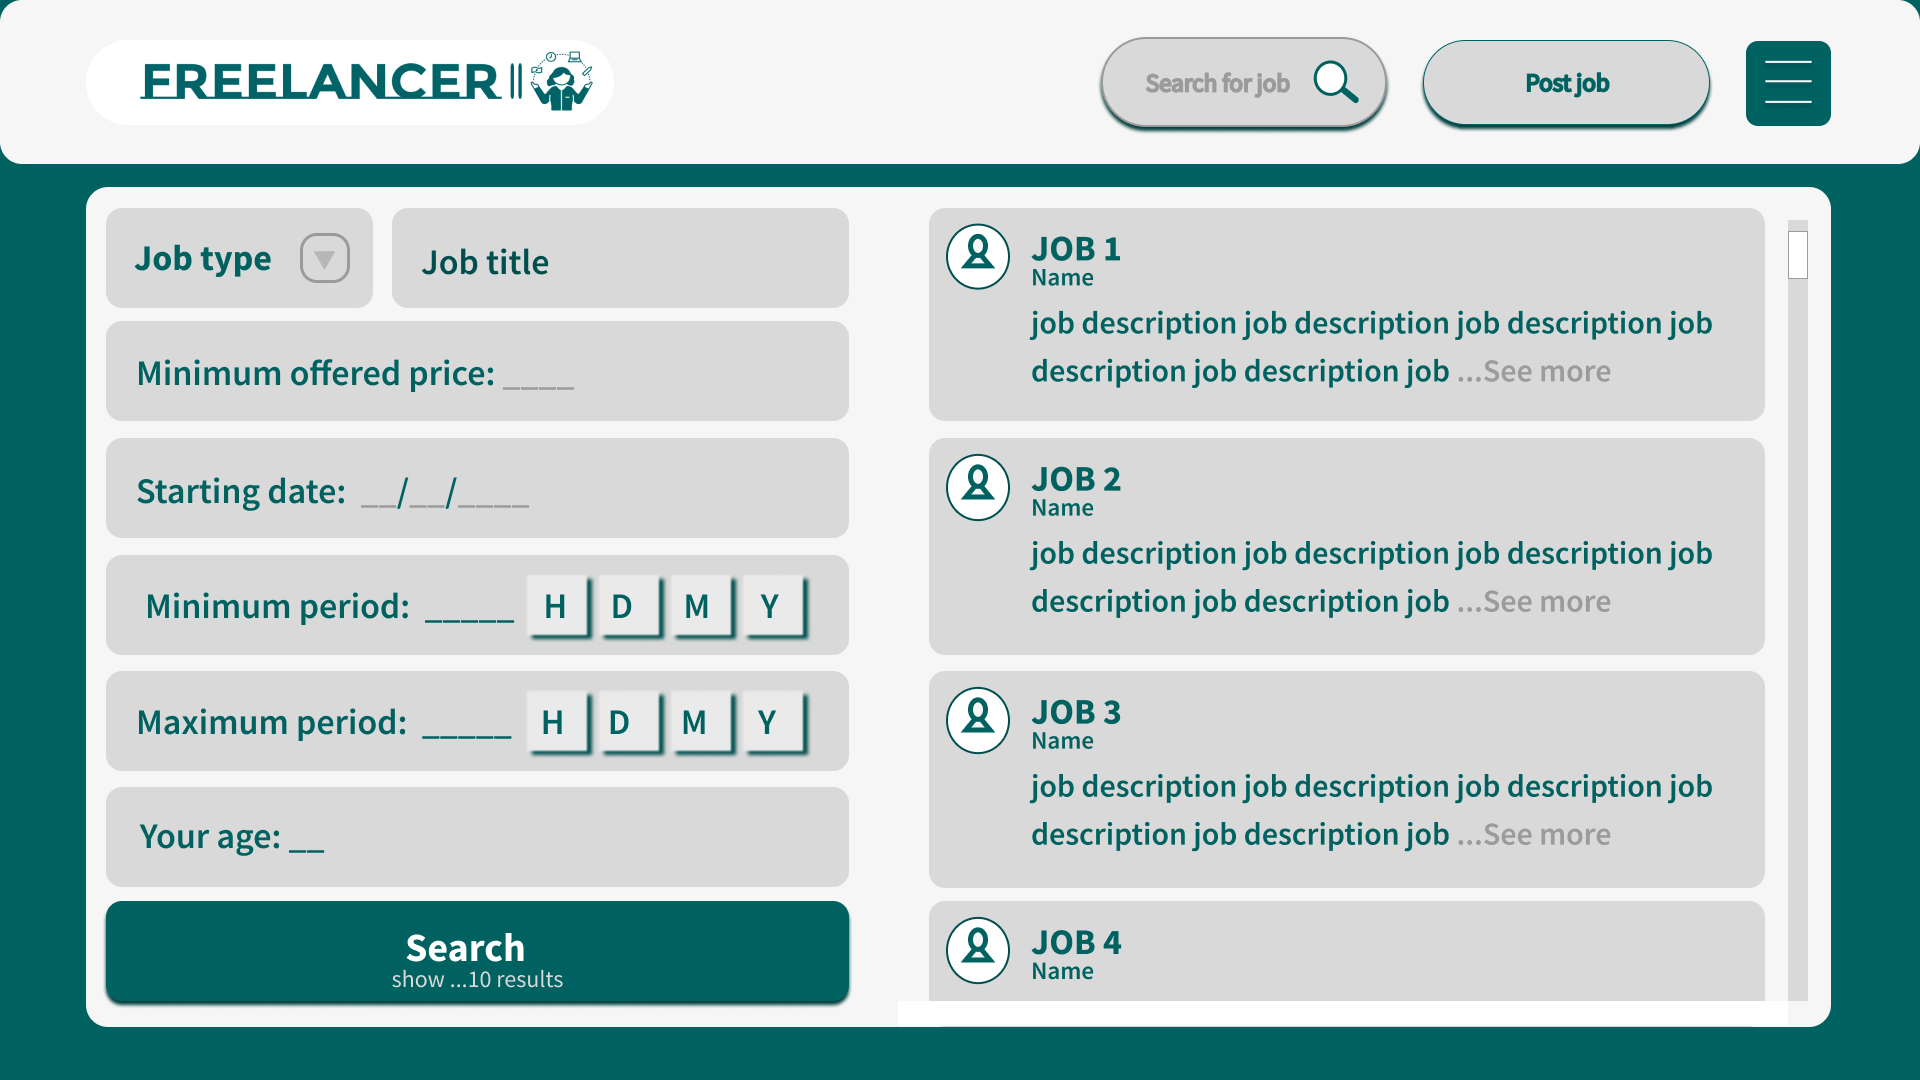 FREELANCER
Search for job
Post job
Job type
Job title
Minimum offered price: ____
Starting date: __/__/____
Minimum period: _____ H D M Y
Maximum period: _____ H D M Y
Your age: __
Search
show ...10 results
JOB 1
Name
job description job description job description job
description job description job ...See more
JOB 2
Name
job description job description job description job
description job description job ...See more
JOB 3
Name
job description job description job description job
description job description job ...See more
JOB 4
Name